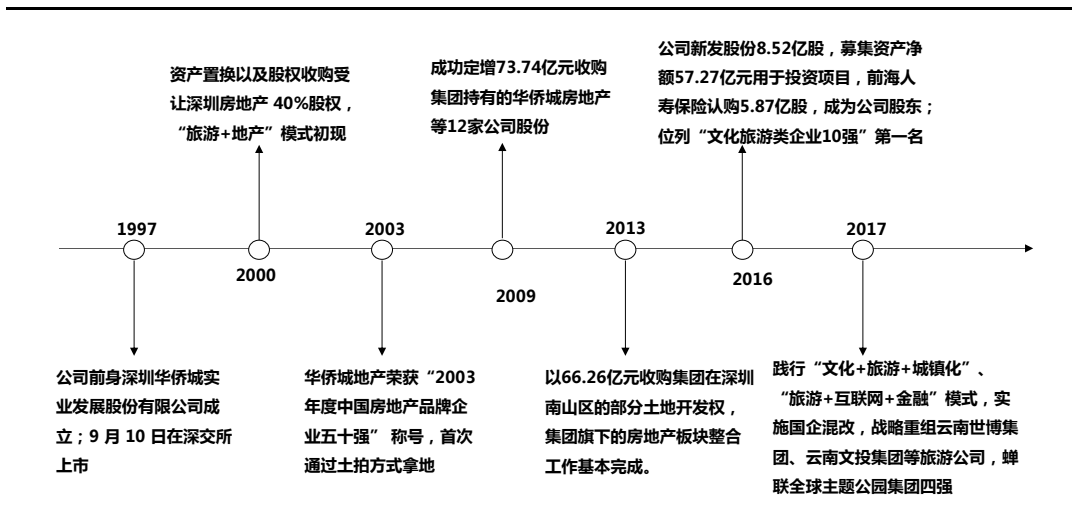 1997
公司前身深圳华侨城实
业发展股份有限公司成
立；9 月 10 日在深交所
上市
资产置换以及股权收购受
让深圳房地产 40%股权，
“旅游+地产”模式初现
2000
2003
华侨城地产荣获“2003
年度中国房地产品牌企
业五十强” 称号，首次
通过土拍方式拿地
成功定增73.74亿元收购
集团持有的华侨城房地产
等12家公司股份
2009
2013
以66.26亿元收购集团在深圳
南山区的部分土地开发权，
集团旗下的房地产板块整合
工作基本完成。
公司新发股份8.52亿股，募集资产净
额57.27亿元用于投资项目，前海人
寿保险认购5.87亿股，成为公司股东；
位列“文化旅游类企业10强”第一名
2016
2017
践行“文化+旅游+城镇化”、
“旅游+互联网+金融”模式，实
施国企混改，战略重组云南世博集
团、云南文投集团等旅游公司，蝉
联全球主题公园集团四强